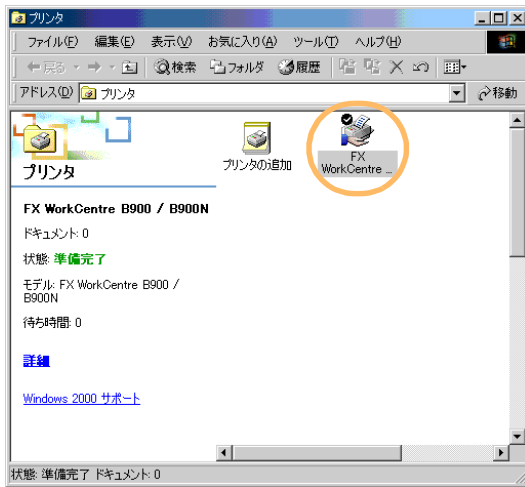 プリンタ
ファイル(F) 編集(E) 表示(V) お気に入り(A) ツール(T) ヘルプ(H)
戻る 検索 フォルダ 履歴
アドレス(D) プリンタ 移動
プリンタ
プリンタの追加
FX
WorkCentre ...
FX WorkCentre B900 / B900N
ドキュメント: 0
状態: 準備完了
モデル: FX WorkCentre B900 /
B900N
待ち時間: 0
詳細
Windows 2000 サポート
状態: 準備完了 ドキュメント: 0